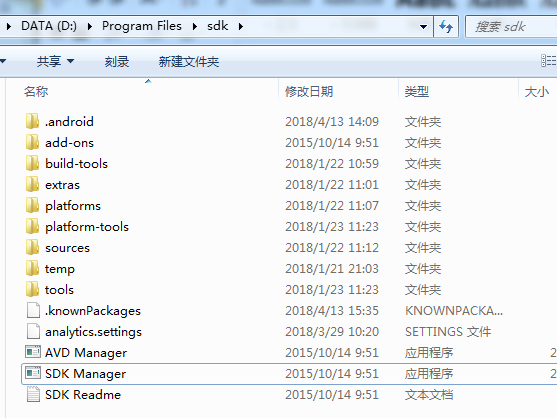 DATA (D:) Program Files sdk 搜索 sdk
共享 刻录 新建文件夹
名称 修改日期 类型 大小
.android 2018/4/13 14:09 文件夹
add-ons 2015/10/14 9:51 文件夹
build-tools 2018/1/22 10:59 文件夹
extras 2018/1/22 11:01 文件夹
platforms 2018/1/22 11:07 文件夹
platform-tools 2018/1/23 11:23 文件夹
sources 2018/1/22 11:12 文件夹
temp 2018/1/21 21:03 文件夹
tools 2018/1/23 11:23 文件夹
.knownPackages 2018/4/13 15:35 KNOWNPACKA...
analytics.settings 2018/3/29 10:20 SETTINGS 文件
AVD Manager 2015/10/14 9:51 应用程序 2
SDK Manager 2015/10/14 9:51 应用程序 2
SDK Readme 2015/10/14 9:51 文本文档